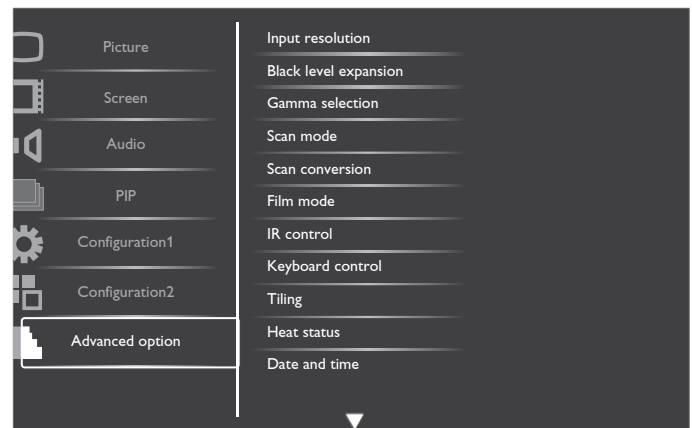 Picture
Screen
Audio
PIP
Configuration1
Configuration2
Advanced option
Input resolution
Black level expansion
Gamma selection
Scan mode
Scan conversion
Film mode
IR control
Keyboard control
Tiling
Heat status
Date and time